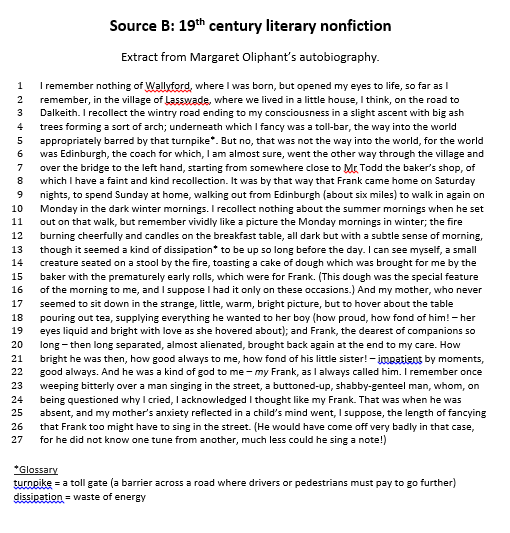 Source B: 19th century literary nonfiction
Extract from Margaret Oliphant's autobiography.
1 I remember nothing of Wallyford, where I was born, but opened my eyes to life, so far as I
2 remember, in the village of Lasswade, where we lived in a little house, I think, on the road to
3 Dalkeith. I recollect the wintry road ending to my consciousness in a slight ascent with big ash
4 trees forming a sort of arch; underneath which I fancy was a toll-bar, the way into the world
5 appropriately barred by that turnpike*. But no, that was not the way into the world, for the world
6 was Edinburgh, the coach for which, I am almost sure, went the other way through the village and
7 over the bridge to the left hand, starting from somewhere close to Mr Todd the baker's shop, of
8 which I have a faint and kind recollection. It was by that way that Frank came home on Saturday
9 nights, to spend Sunday at home, walking out from Edinburgh (about six miles) to walk in again on
10 Monday in the dark winter mornings. I recollect nothing about the summer mornings when he set
11 out on that walk, but remember vividly like a picture the Monday mornings in winter; the fire
12 burning cheerfully and candles on the breakfast table, all dark but with a subtle sense of morning,
13 though it seemed a kind of dissipation* to be up so long before the day. I can see myself, a small
14 creature seated on a stool by the fire, toasting a cake of dough which was brought for me by the
15 baker with the prematurely early rolls, which were for Frank. (This dough was the special feature
16 of the morning to me, and I suppose I had it only on these occasions.) And my mother, who never
17 seemed to sit down in the strange, little, warm, bright picture, but to hover about the table
18 pouring out tea, supplying everything he wanted to her boy (how proud, how fond of him! – her
19 eyes liquid and bright with love as she hovered about); and Frank, the dearest of companions so
20 long – then long separated, almost alienated, brought back again at the end to my care. How
21 bright he was then, how good always to me, how fond of his little sister! – impatient by moments,
22 good always. And he was a kind of god to me – my Frank, as I always called him. I remember once
23 weeping bitterly over a man singing in the street, a buttoned-up, shabby-genteel man, whom, on
24 being questioned why I cried, I acknowledged I thought like my Frank. That was when he was
25 absent, and my mother's anxiety reflected in a child's mind went, I suppose, the length of fancying
26 that Frank too might have to sing in the street. (He would have come off very badly in that case,
27 for he did not know one tune from another, much less could he sing a note!)
*Glossary
turnpike = a toll gate (a barrier across a road where drivers or pedestrians must pay to go further)
dissipation = waste of energy